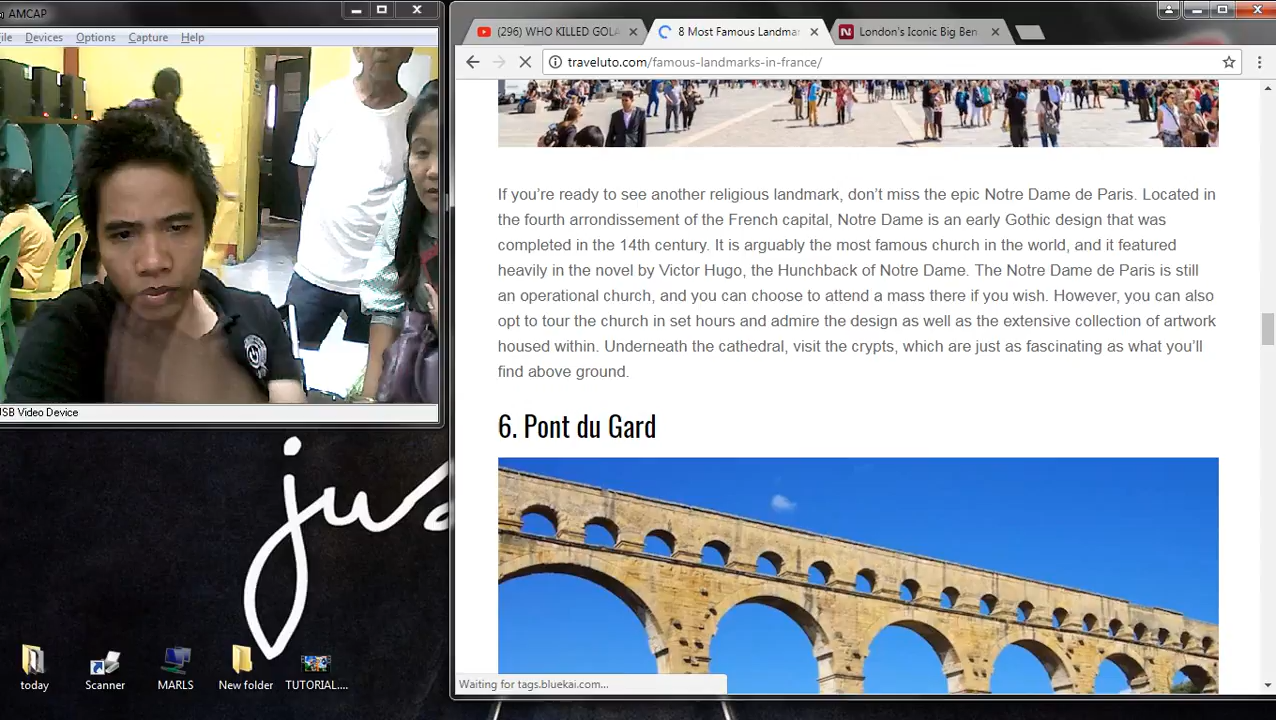 AMCAP
ile Devices Options Capture Help
USB Video Device
(296) WHO KILLED GOLA
8 Most Famous Landma
London's Iconic Big Ben
traveluto.com/famous-landmarks-in-france/
If you’re ready to see another religious landmark, don’t miss the epic Notre Dame de Paris. Located in
the fourth arrondissement of the French capital, Notre Dame is an early Gothic design that was
completed in the 14th century. It is arguably the most famous church in the world, and it featured
heavily in the novel by Victor Hugo, the Hunchback of Notre Dame. The Notre Dame de Paris is still
an operational church, and you can choose to attend a mass there if you wish. However, you can also
opt to tour the church in set hours and admire the design as well as the extensive collection of artwork
housed within. Underneath the cathedral, visit the crypts, which are just as fascinating as what you’ll
find above ground.
6. Pont du Gard
Waiting for tags.bluekai.com...
jus
today
Scanner
MARLS
New folder
TUTORIAL....